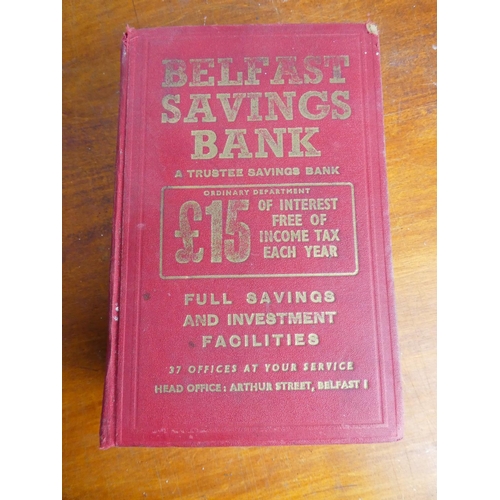 BELFAST
SAVINGS
BANK
A TRUSTEE SAVINGS BANK
ORDINARY DEPARTMENT
£15
OF INTEREST
FREE OF
INCOME TAX
EACH YEAR
FULL SAVINGS
AND INVESTMENT
FACILITIES
37 OFFICES AT YOUR SERVICE
HEAD OFFICE: ARTHUR STREET, BELFAST 1